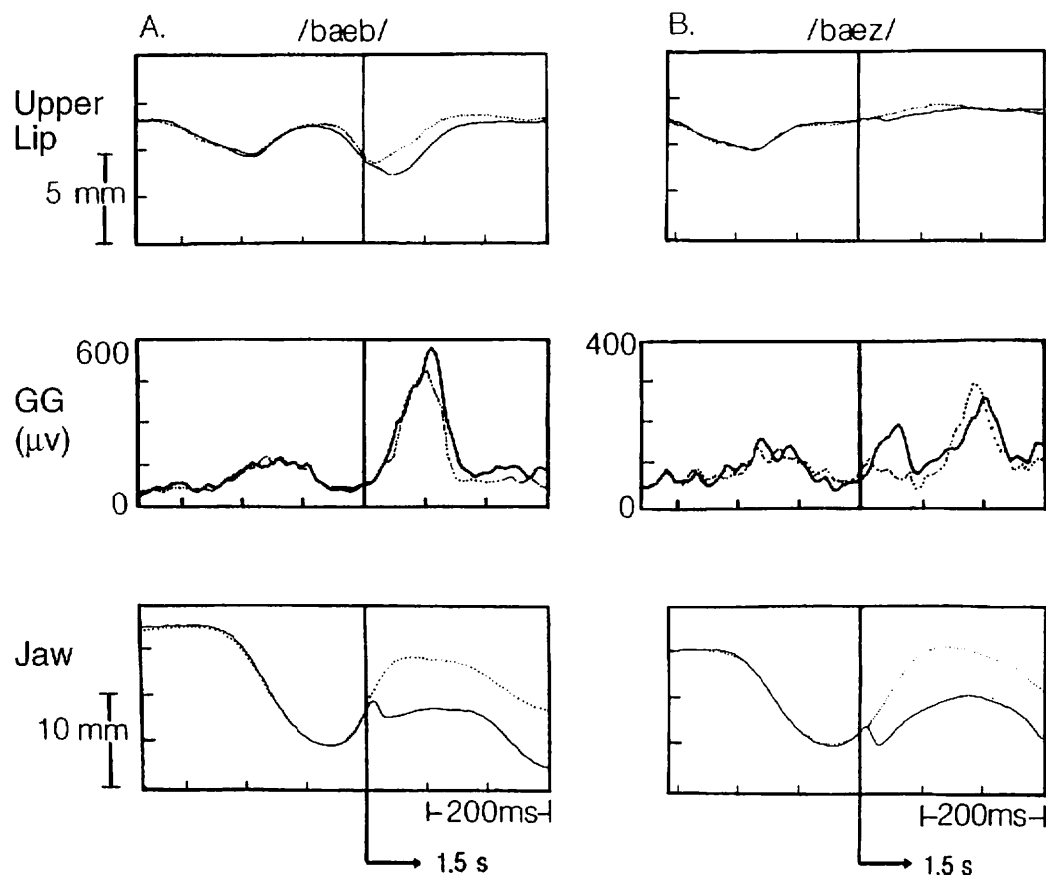 A.
/baeb/
B.
/baez/
Upper
Lip
5 mm
600
400
GG
(μv)
0
0
Jaw
10 mm
200ms
200ms
1.5 s
1.5 s